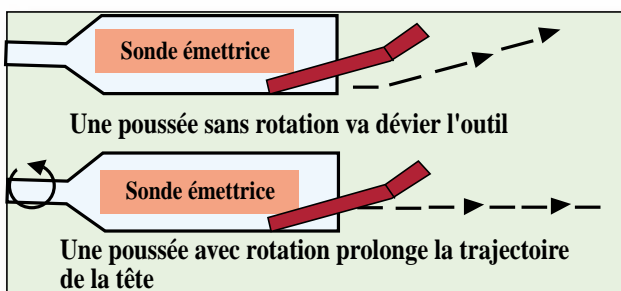 Sonde émettrice
Une poussée sans rotation va dévier l'outil
Sonde émettrice
Une poussée avec rotation prolonge la trajectoire
de la tête